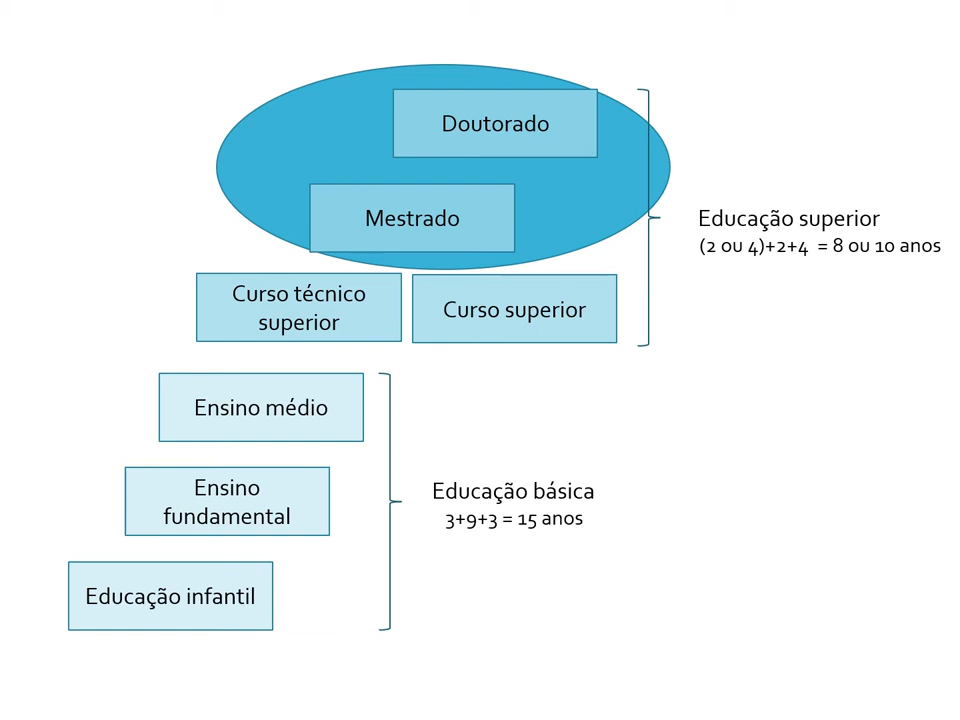 Doutorado
Mestrado
Educação superior
(2 ou 4)+2+4  = 8 ou 10 anos
Curso técnico
superior
Curso superior
Ensino médio
Ensino
fundamental
Educação básica
3+9+3 = 15 anos
Educação infantil